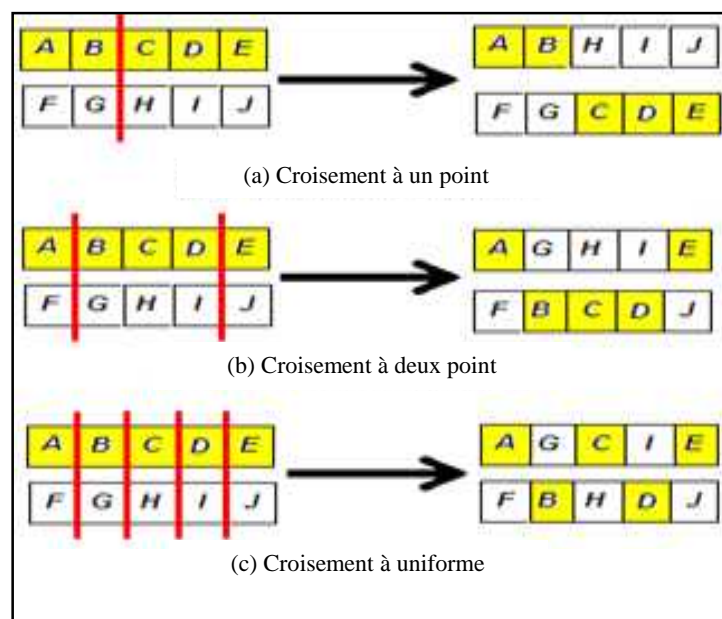 A B C D E A B H I J
F G H I J F G C D E
(a) Croisement à un point
A B C D E A G H I E
F G H I J F B C D J
(b) Croisement à deux point
A B C D E A G C I E
F G H I J F B H D J
(c) Croisement à uniforme